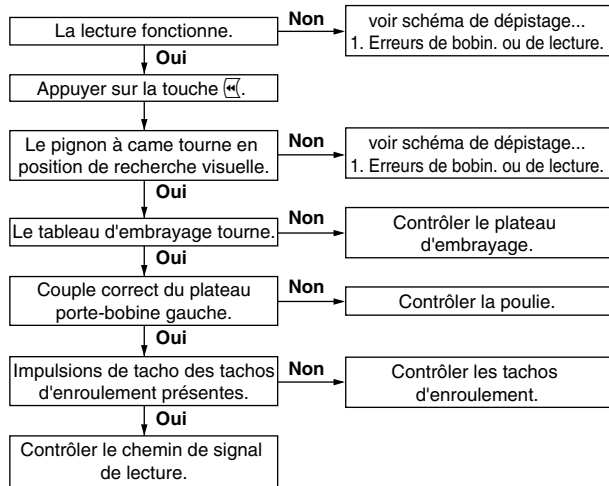 La lecture fonctionne.
Non
voir schéma de dépistage...
1. Erreurs de bobin. ou de lecture.
Oui
Appuyer sur la touche ⏪.
Oui
Le pignon à came tourne en
position de recherche visuelle.
Non
voir schéma de dépistage...
1. Erreurs de bobin. ou de lecture.
Oui
Le tableau d'embrayage tourne.
Non
Contrôler le plateau
d'embrayage.
Oui
Couple correct du plateau
porte-bobine gauche.
Non
Contrôler la poulie.
Oui
Impulsions de tacho des tachos
d'enroulement présentes.
Non
Contrôler les tachos
d'enroulement.
Oui
Contrôler le chemin de signal
de lecture.